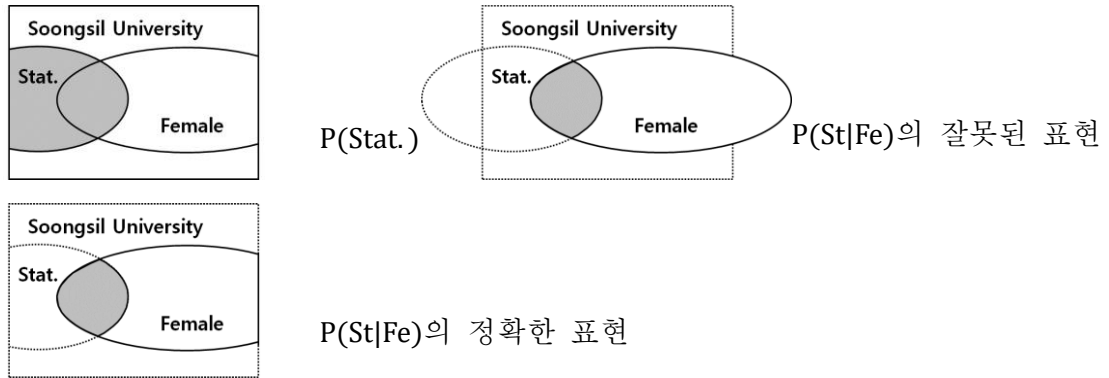 Soongsil University
Stat.
Female
P(Stat.)
Soongsil University
Stat.
Female
P(St|Fe)의 잘못된 표현
Soongsil University
Stat.
Female
P(St|Fe)의 정확한 표현